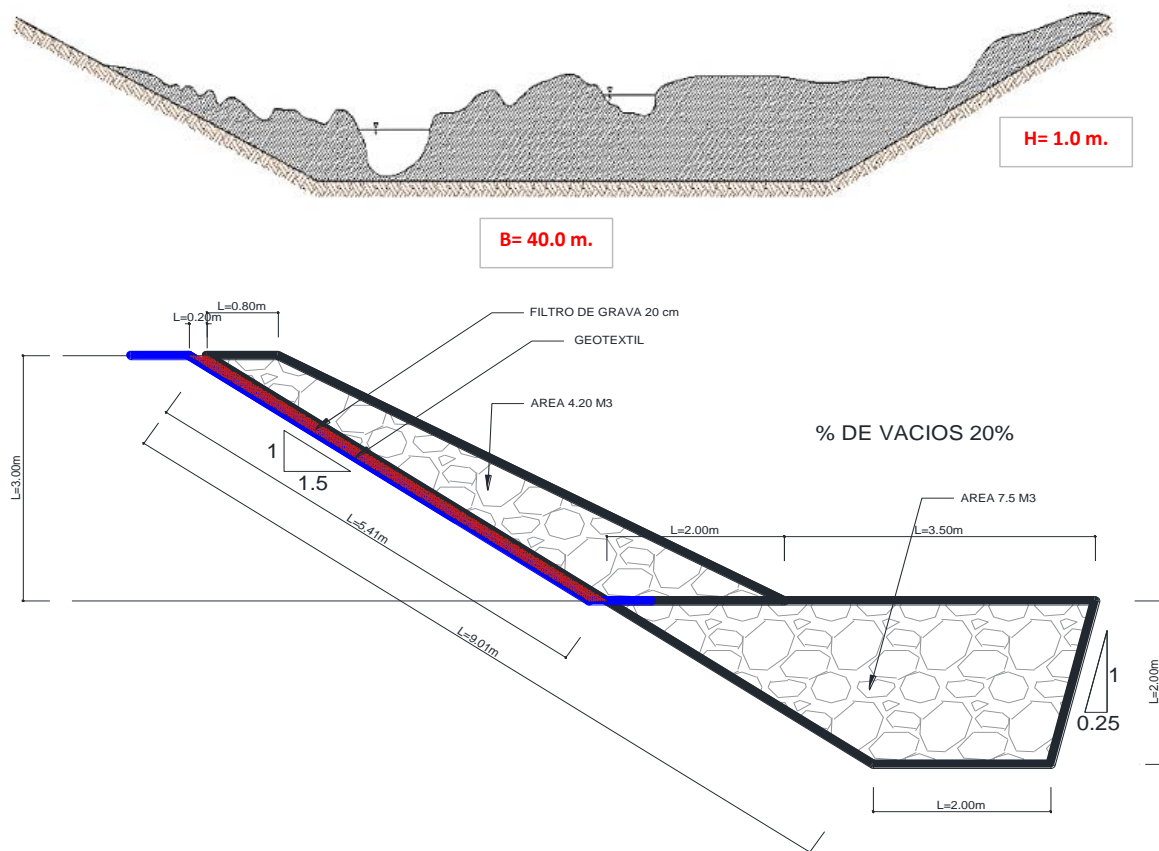 H= 1.0 m.
B= 40.0 m.
L=0.80m
L=0.20m
FILTRO DE GRAVA 20 cm
GEOTEXTIL
AREA 4.20 M3
% DE VACIOS 20%
1
1.5
L=3.00m
AREA 7.5 M3
L=5.41m
L=2.00m
L=3.50m
L=9.01m
1
0.25
L=2.00m
L=2.00m